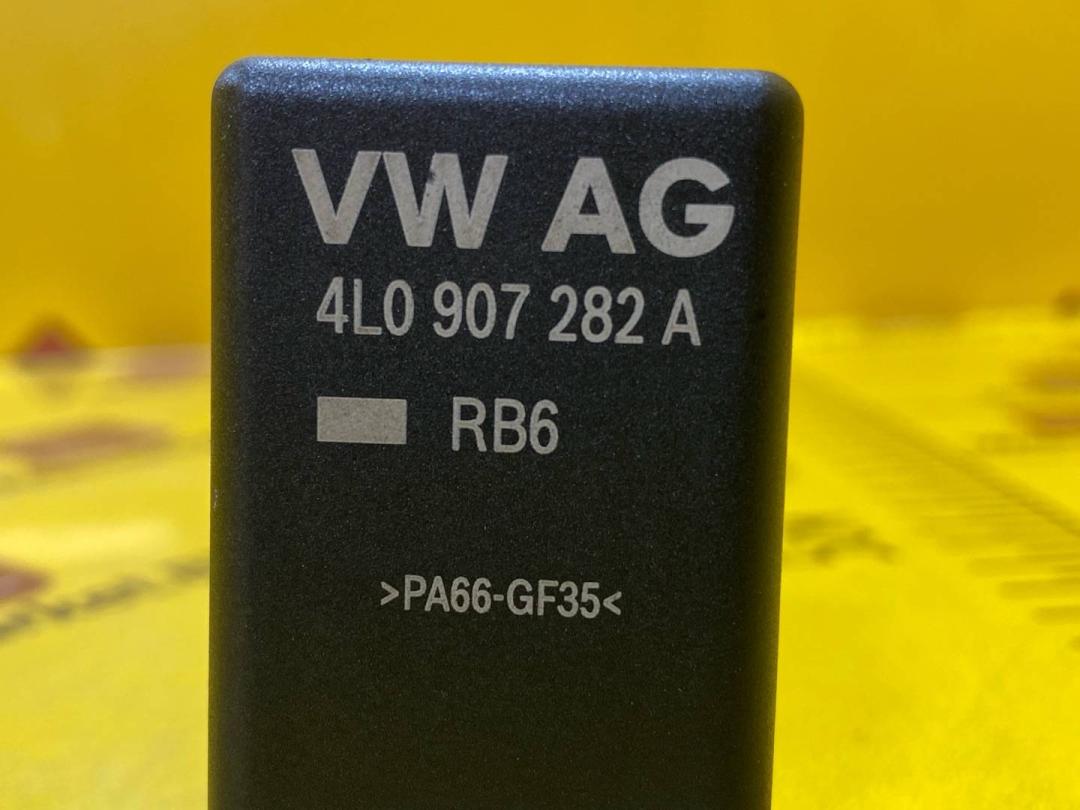 VW AG
4L0 907 282 A
RB6
>PA66-GF35<